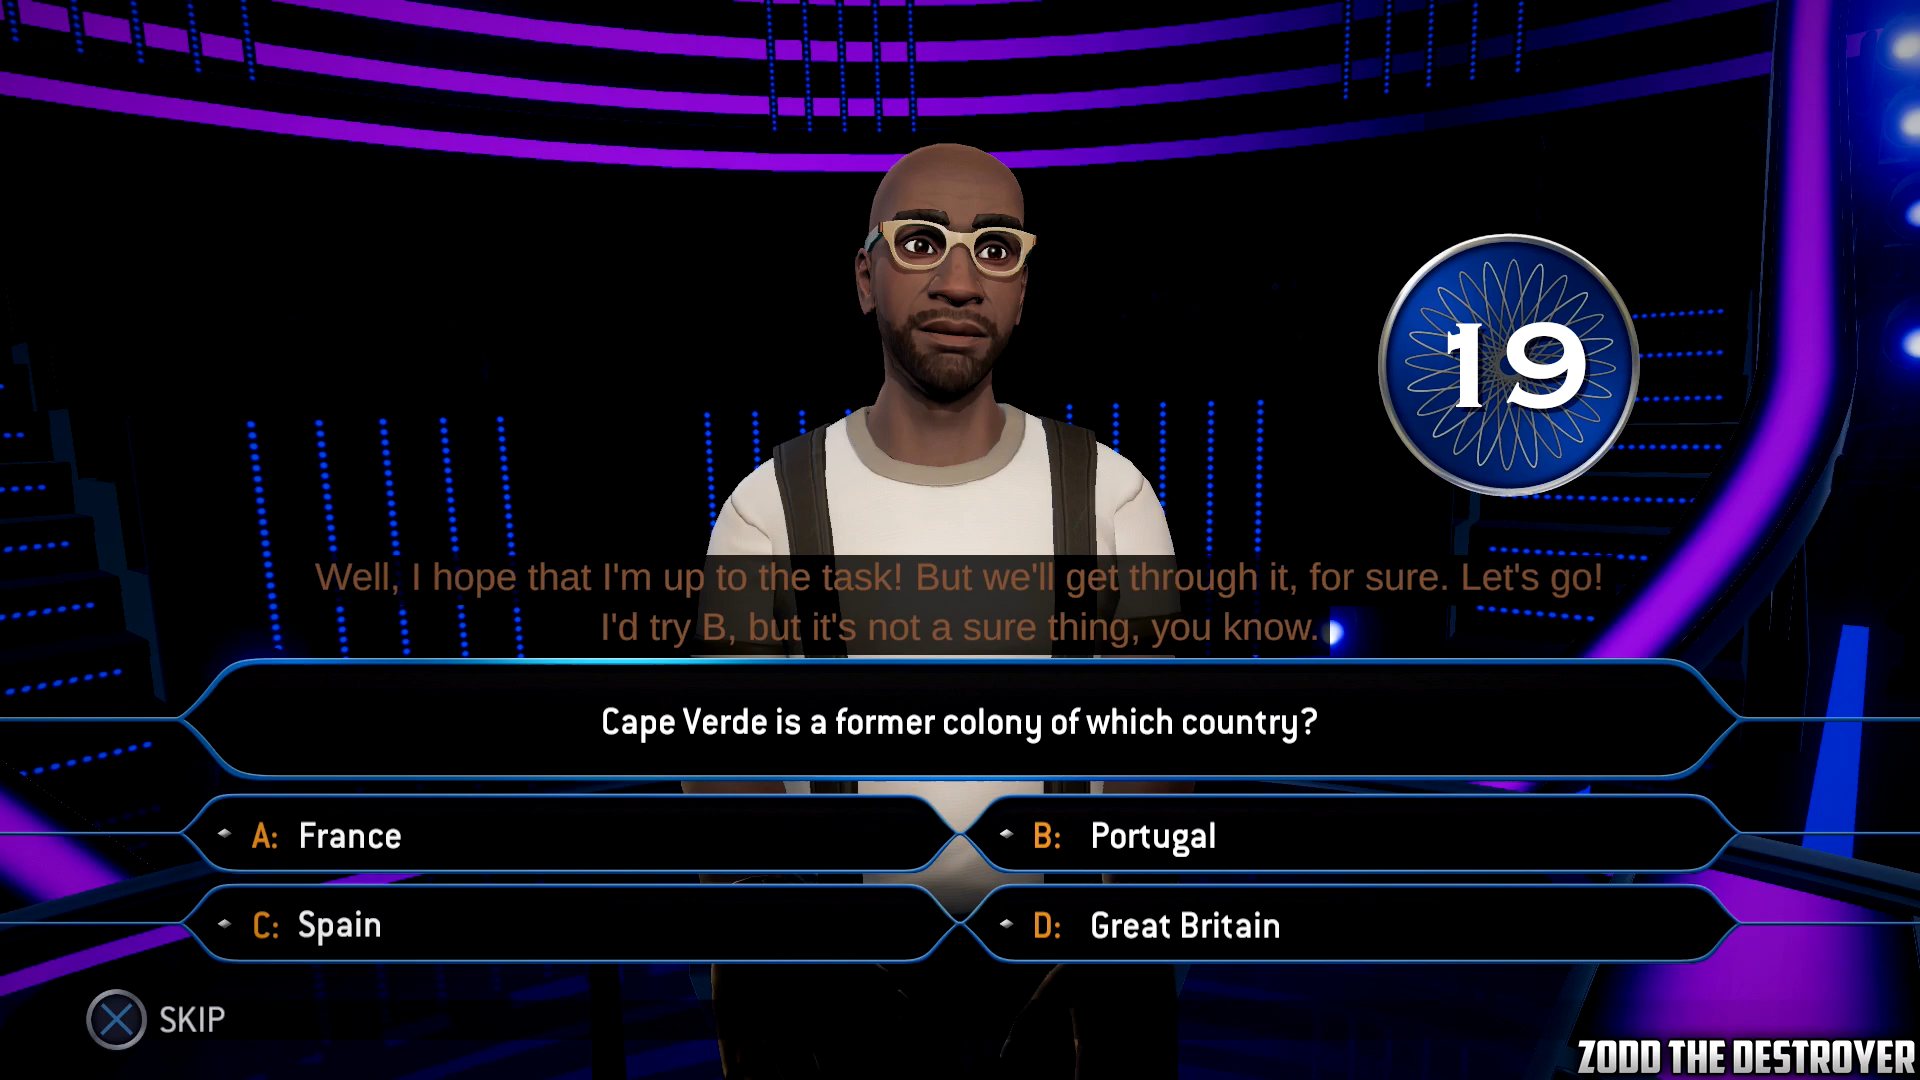 19
Well, I hope that I'm up to the task! But we'll get through it, for sure. Let's go!
I'd try B, but it's not a sure thing, you know.
Cape Verde is a former colony of which country?
A: France
B: Portugal
C: Spain
D: Great Britain
SKIP
ZODD THE DESTROYER